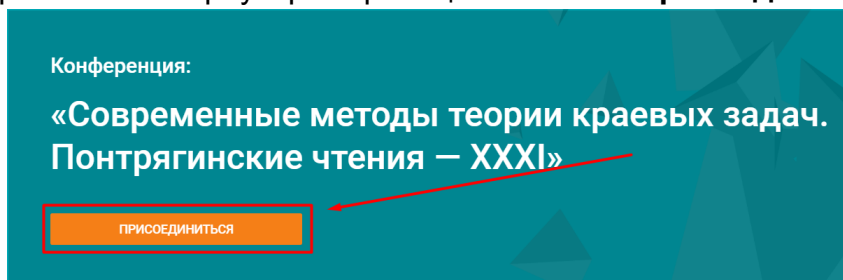 Конференция:
«Современные методы теории краевых задач.
Понтрягинские чтения — XXXI»
ПРИСОЕДИНИТЬСЯ